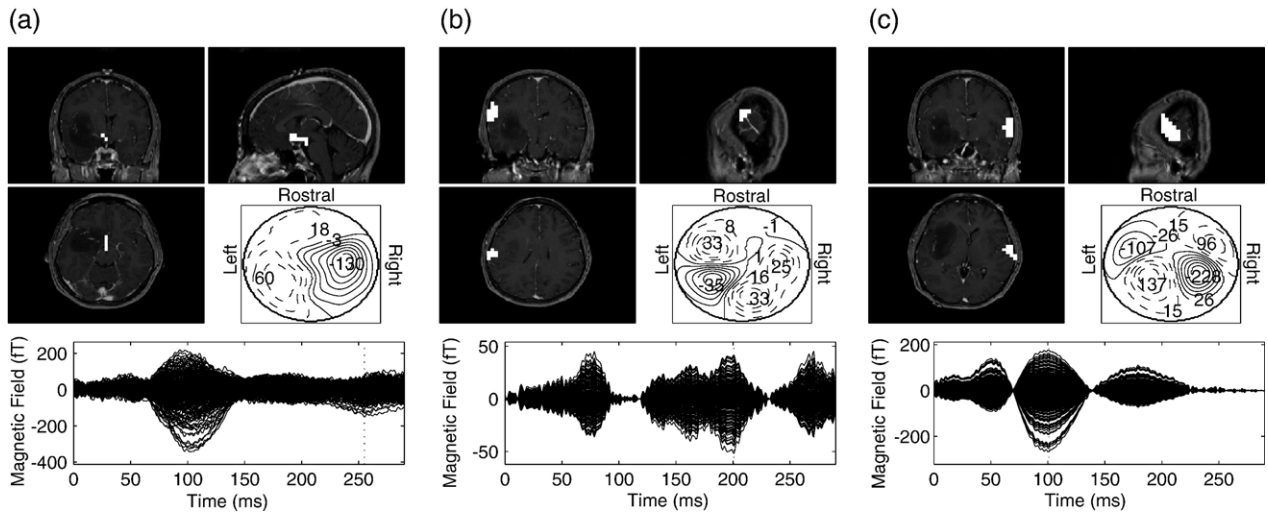 (a)
(b)
(c)
Rostral
Left
Right
18
-3
-130
60
Rostral
Left
Right
8
-1
33
1
25
-35
16
33
Rostral
Left
Right
15
-26
-107
96
137
-228
26
15
Magnetic Field (fT)
200
0
-200
-400
0 50 100 150 200 250
Time (ms)
Magnetic Field (fT)
50
0
-50
0 50 100 150 200 250
Time (ms)
Magnetic Field (fT)
200
0
-200
0 50 100 150 200 250
Time (ms)